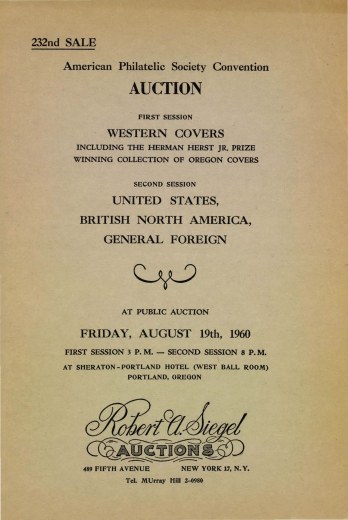 232nd SALE
American Philatelic Society Convention
AUCTION
FIRST SESSION
WESTERN COVERS
INCLUDING THE HERMAN HERST JR. PRIZE
WINNING COLLECTION OF OREGON COVERS
SECOND SESSION
UNITED STATES,
BRITISH NORTH AMERICA,
GENERAL FOREIGN
AT PUBLIC AUCTION
FRIDAY, AUGUST 19th, 1960
FIRST SESSION 3 P. M. — SECOND SESSION 8 P. M.
AT SHERATON-PORTLAND HOTEL (WEST BALL ROOM)
PORTLAND, OREGON
Robert A. Siegel
AUCTIONS
489 FIFTH AVENUE NEW YORK 17, N. Y.
Tel. MUrray Hill 2-6980